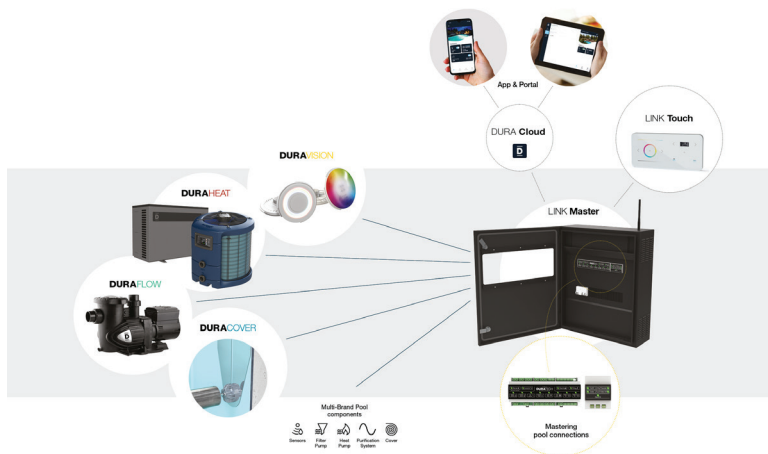 App & Portal
DURA Cloud
D
LINK Touch
DURAVISION
DURAHEAT
LINK Master
DURAFLOW
D
DURACOVER
Multi-Brand Pool
components
Sensors
Filter
Pump
Heat
Pump
Purification
System
Cover
Mastering
pool connections